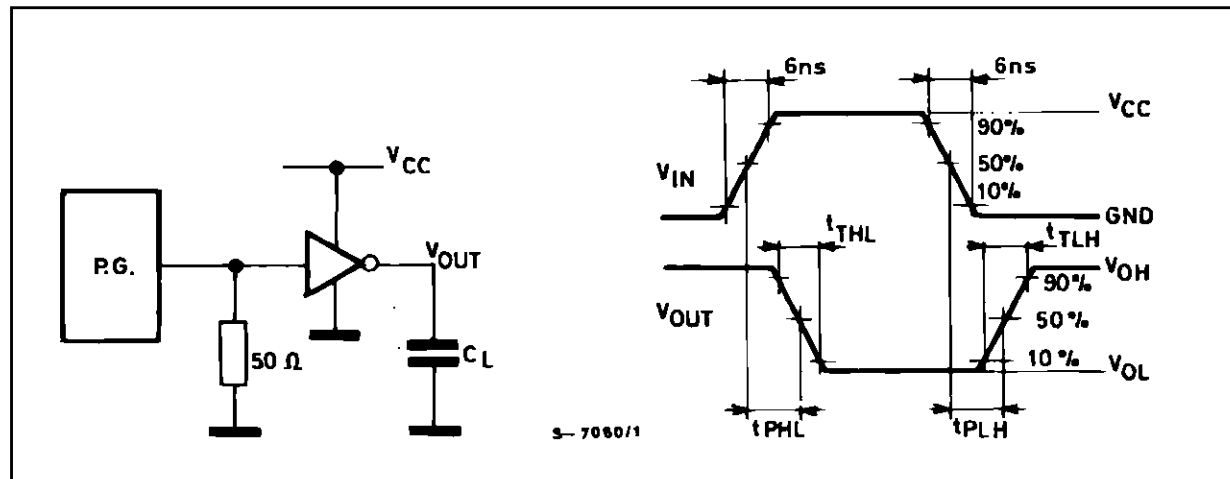 P.G.
50 Ω
VCC
VOUT
CL
S-7060/1
6ns
6ns
VCC
90%
50%
10%
VIN
GND
tTHL
tTLH
VOH
90%
VOUT
50%
10%
VOL
tPHL
tPLH